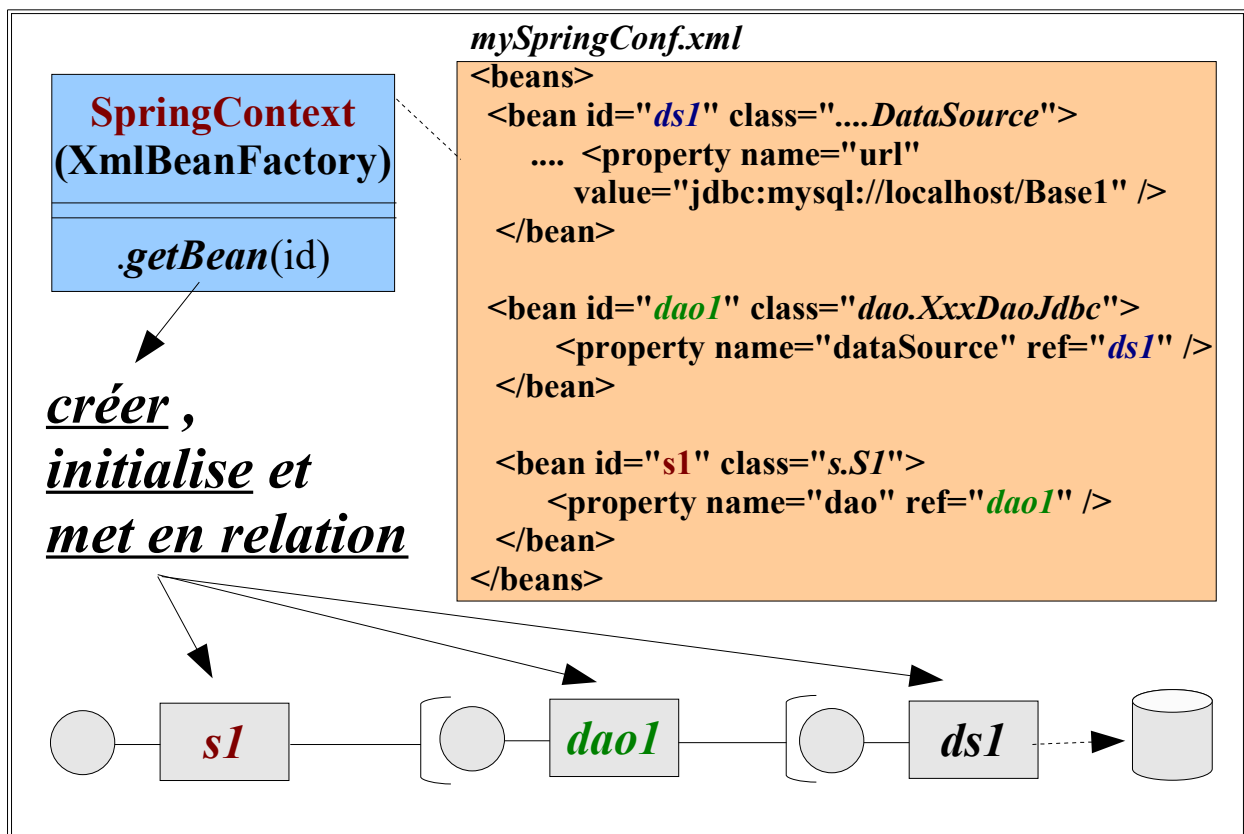 mySpringConf.xml
SpringContext
(XmlBeanFactory)
.getBean(id)
<beans>
<bean id="ds1" class="....DataSource">
.... <property name="url"
value="jdbc:mysql://localhost/Base1" />
</bean>
<bean id="dao1" class="dao.XxxDaoJdbc">
<property name="dataSource" ref="ds1" />
</bean>
<bean id="s1" class="s.S1">
<property name="dao" ref="dao1" />
</bean>
</beans>
créer ,
initialise et
met en relation
s1
dao1
ds1